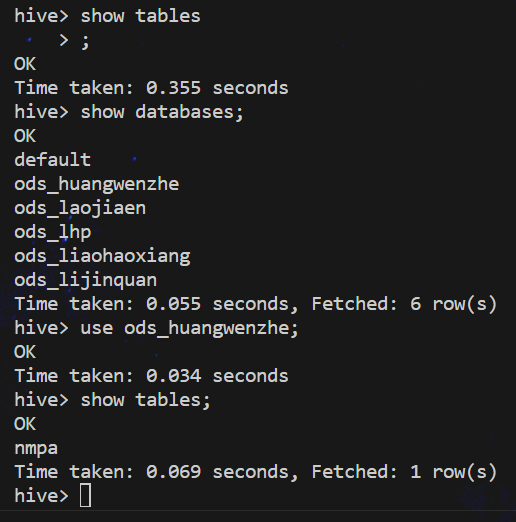 hive> show tables
    > ;
OK
Time taken: 0.355 seconds
hive> show databases;
OK
default
ods_huangwenzhe
ods_laojiaen
ods_lhp
ods_liaohaoxiang
ods_lijinquan
Time taken: 0.055 seconds, Fetched: 6 row(s)
hive> use ods_huangwenzhe;
OK
Time taken: 0.034 seconds
hive> show tables;
OK
nmpa
Time taken: 0.069 seconds, Fetched: 1 row(s)
hive>